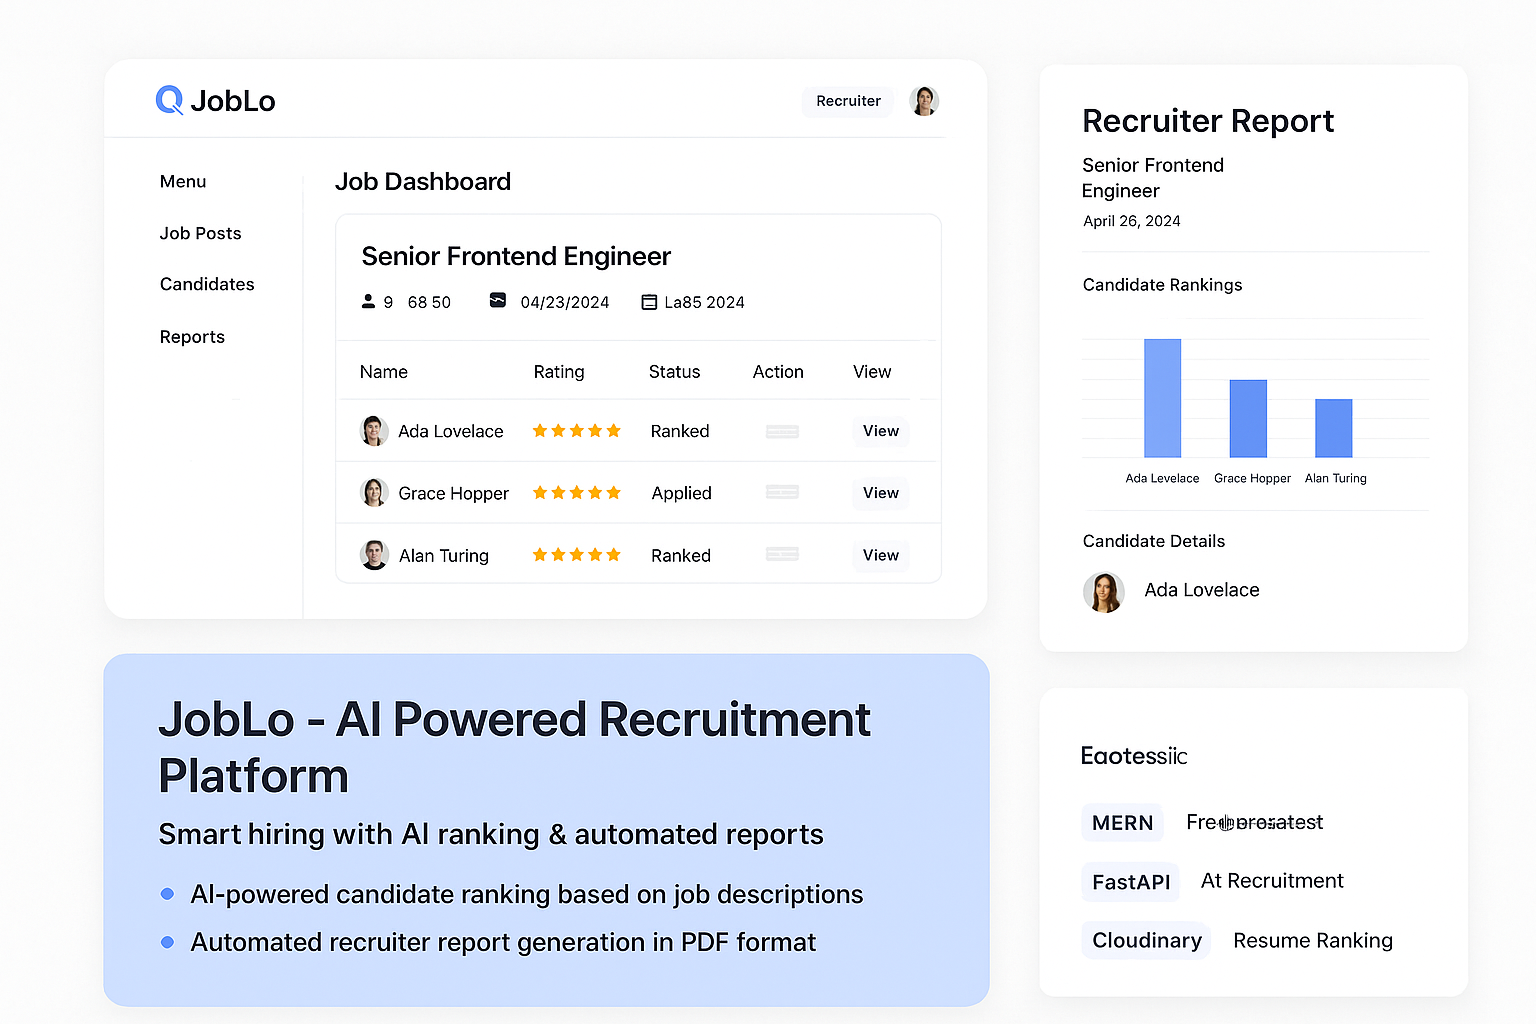 JobLo
Recruiter
Menu
Job Posts
Candidates
Reports
Job Dashboard
Senior Frontend Engineer
9 68 50 04/23/2024 La85 2024
Name Rating Status Action View
Ada Lovelace Ranked View
Grace Hopper Applied View
Alan Turing Ranked View
Recruiter Report
Senior Frontend
Engineer
April 26, 2024
Candidate Rankings
Ada Levelace Grace Hopper Alan Turing
Candidate Details
Ada Lovelace
JobLo - AI Powered Recruitment
Platform
Smart hiring with AI ranking & automated reports
AI-powered candidate ranking based on job descriptions
Automated recruiter report generation in PDF format
Eaotessiic
MERN
FastAPI At Recruitment
Cloudinary Resume Ranking